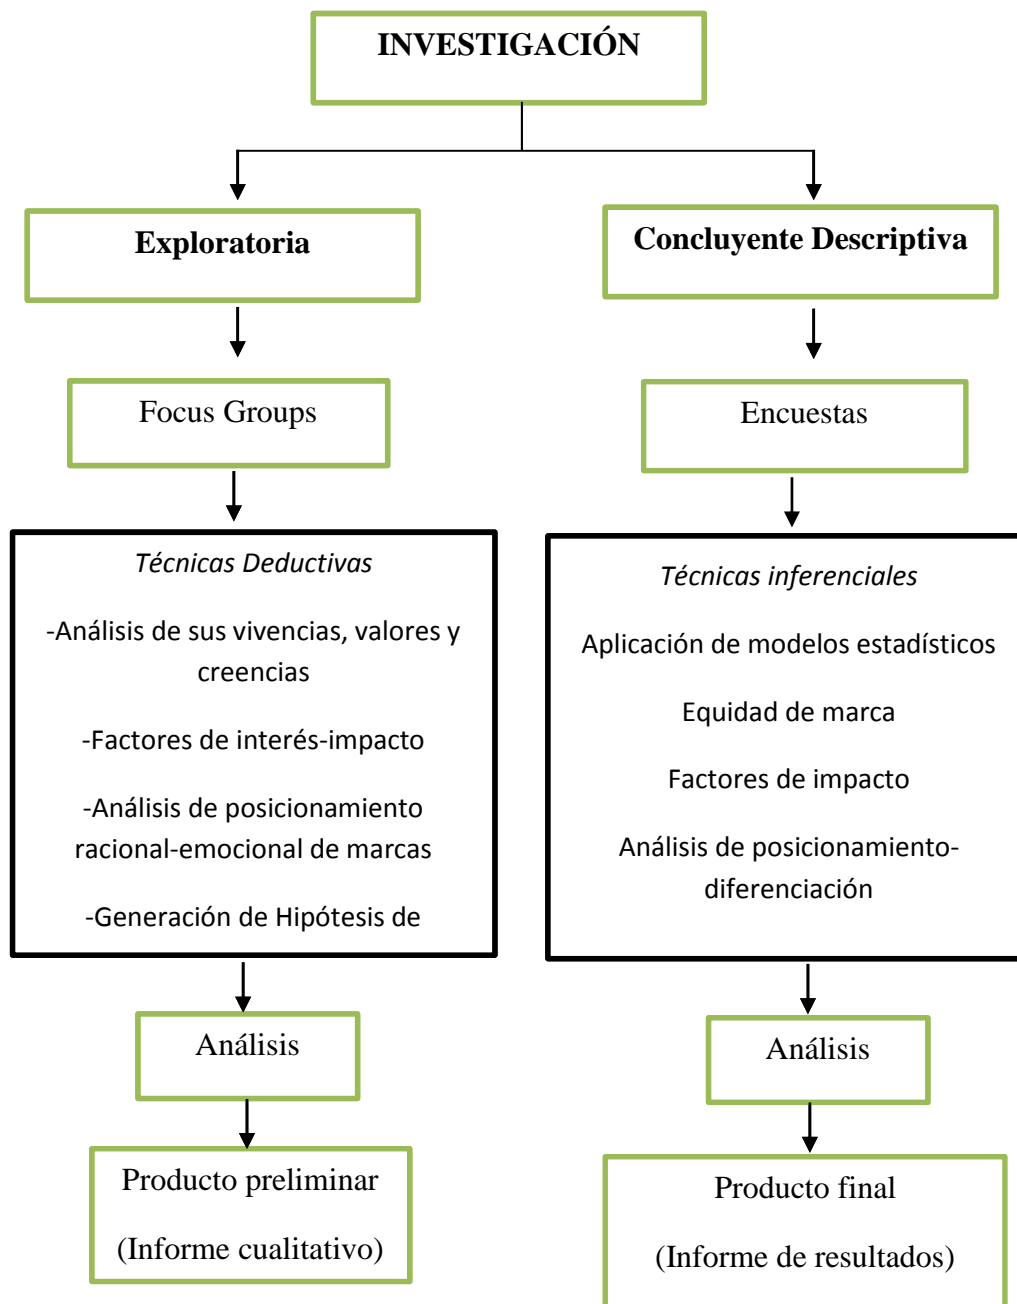 INVESTIGACIÓN
Exploratoria
Concluyente Descriptiva
Focus Groups
Encuestas
Técnicas Deductivas
-Análisis de sus vivencias, valores y
creencias
-Factores de interés-impacto
-Análisis de posicionamiento
racional-emocional de marcas
-Generación de Hipótesis de
Técnicas inferenciales
Aplicación de modelos estadísticos
Equidad de marca
Factores de impacto
Análisis de posicionamiento-
diferenciación
Análisis
Análisis
Producto preliminar
(Informe cualitativo)
Producto final
(Informe de resultados)